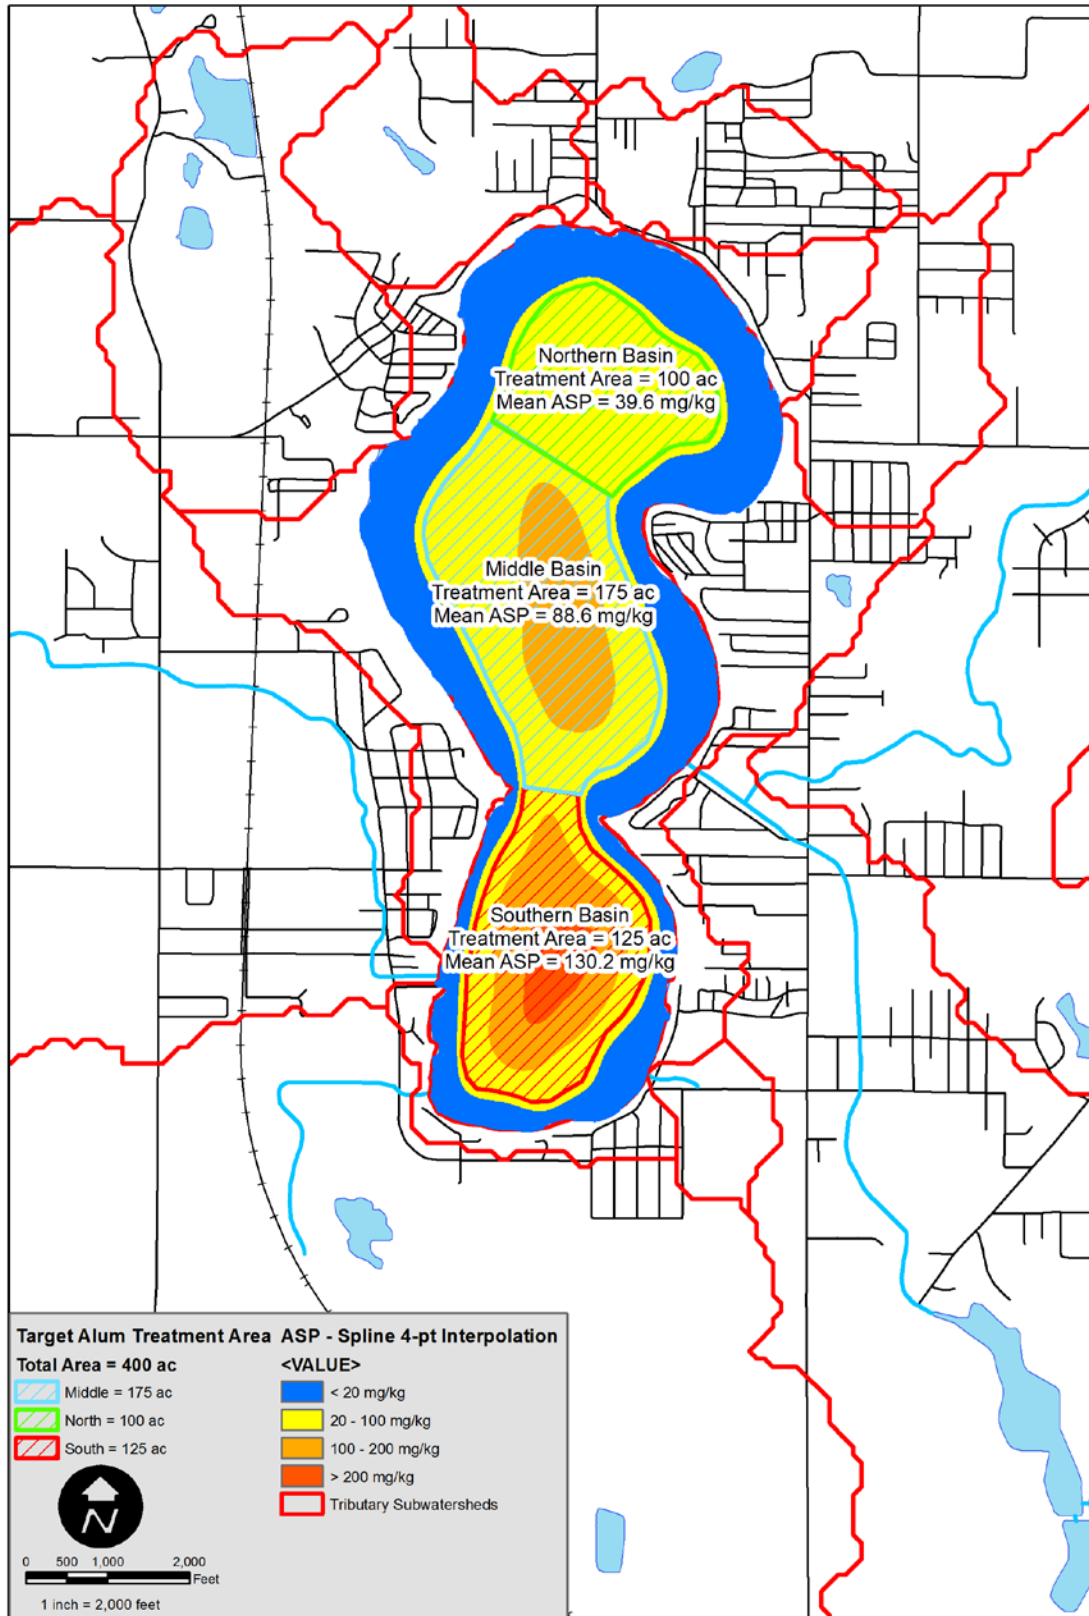 Northern Basin
Treatment Area = 100 ac
Mean ASP = 39.6 mg/kg
Middle Basin
Treatment Area = 175 ac
Mean ASP = 88.6 mg/kg
Southern Basin
Treatment Area = 125 ac
Mean ASP = 130.2 mg/kg
Target Alum Treatment Area
Total Area = 400 ac
Middle = 175 ac
North = 100 ac
South = 125 ac
ASP - Spline 4-pt Interpolation
<VALUE>
< 20 mg/kg
20 - 100 mg/kg
100 - 200 mg/kg
> 200 mg/kg
Tributary Subwatersheds
N
0 500 1,000 2,000
Feet
1 inch = 2,000 feet